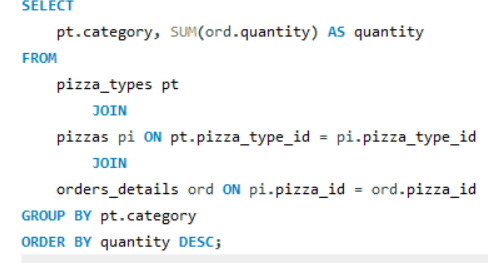 SELECT
pt.category, SUM(ord.quantity) AS quantity
FROM
pizza_types pt
JOIN
pizzas pi ON pt.pizza_type_id = pi.pizza_type_id
JOIN
orders_details ord ON pi.pizza_id = ord.pizza_id
GROUP BY pt.category
ORDER BY quantity DESC;